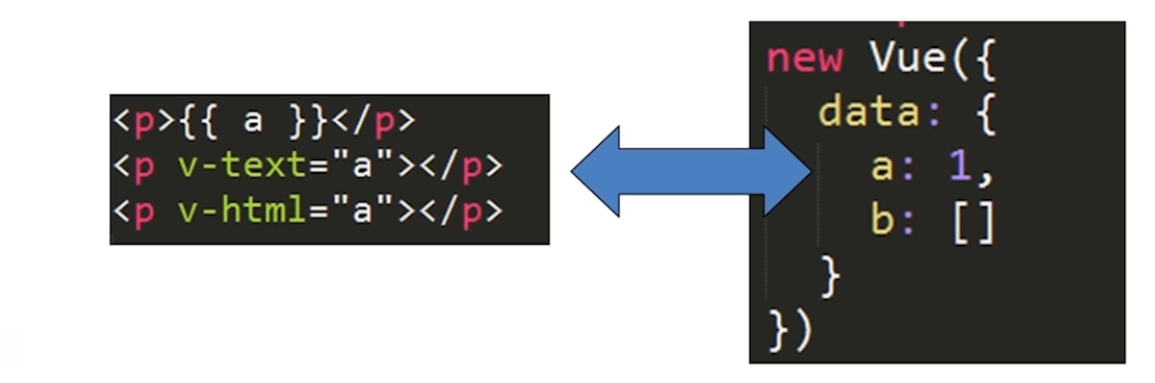 <p>{{ a }}</p>
<p v-text="a"></p>
<p v-html="a"></p>
new Vue({
  data: {
    a: 1,
    b: []
  }
})